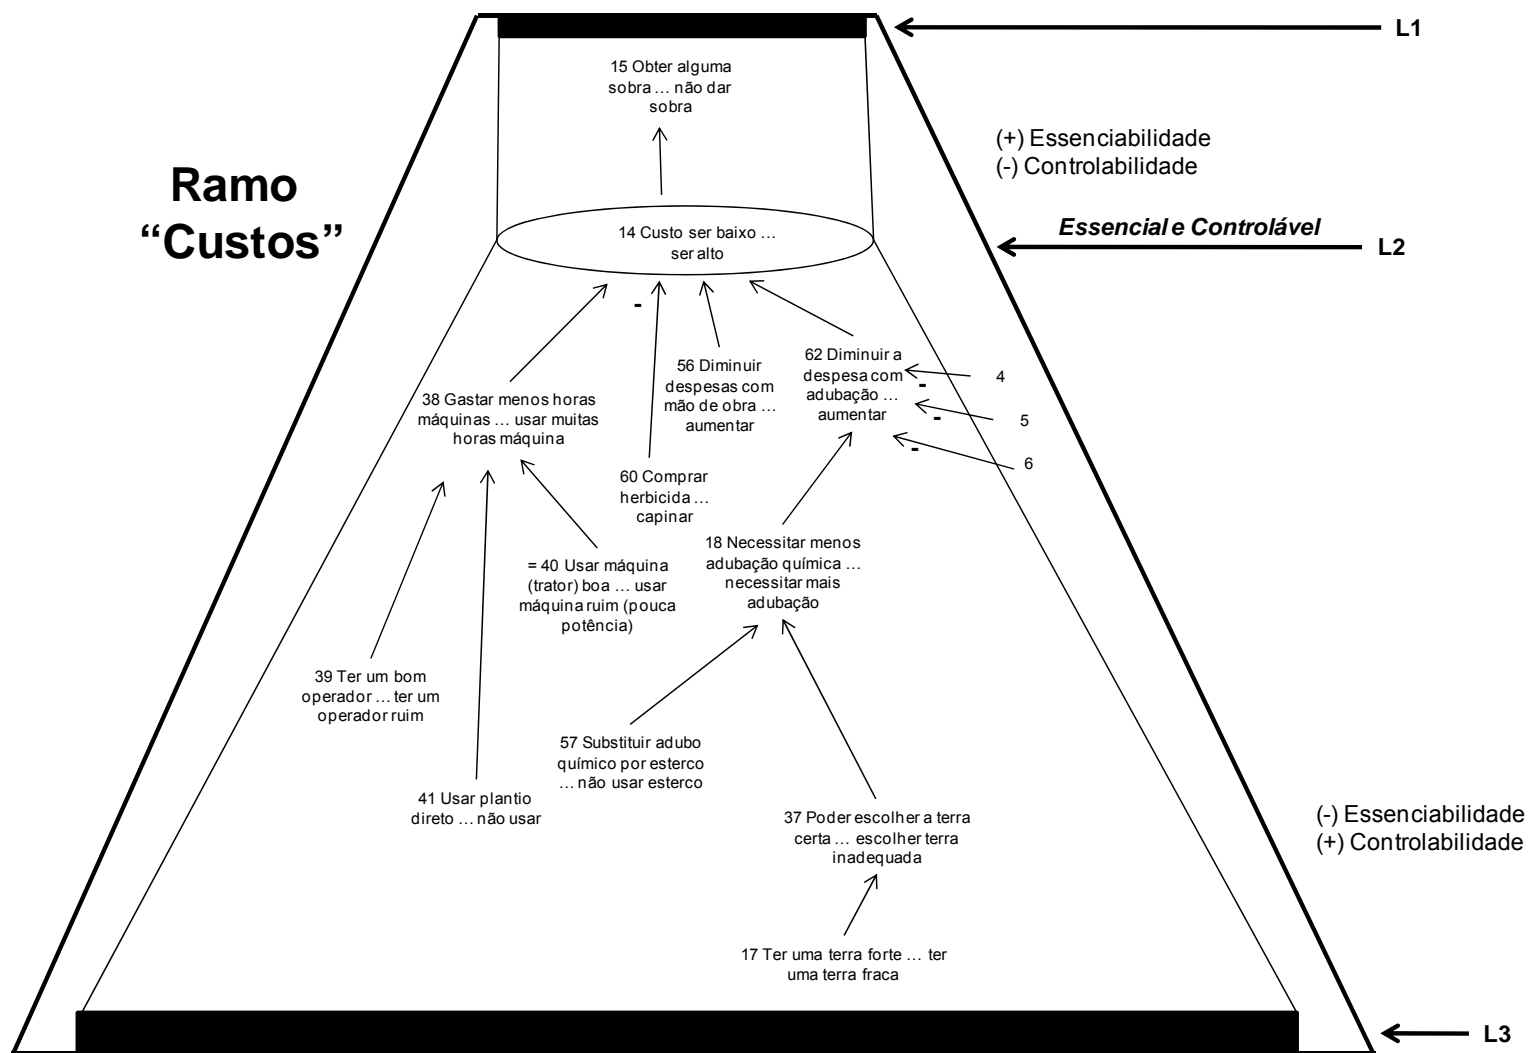 L1
15 Obter alguma
sobra … não dar
sobra
(+) Essenciabilidade
(-) Controlabilidade
Ramo
“Custos”
Essencial e Controlável
L2
14 Custo ser baixo …
ser alto
-
38 Gastar menos horas
máquinas … usar muitas
horas máquina
56 Diminuir
despesas com
mão de obra …
aumentar
62 Diminuir a
despesa com
adubação …
aumentar
4
-
5
-
6
-
60 Comprar
herbicida …
capinar
= 40 Usar máquina
(trator) boa … usar
máquina ruim (pouca
potência)
18 Necessitar menos
adubação química …
necessitar mais
adubação
39 Ter um bom
operador … ter um
operador ruim
41 Usar plantio
direto … não usar
57 Substituir adubo
químico por esterco
… não usar esterco
37 Poder escolher a terra
certa … escolher terra
inadequada
(-) Essenciabilidade
(+) Controlabilidade
17 Ter uma terra forte … ter
uma terra fraca
L3